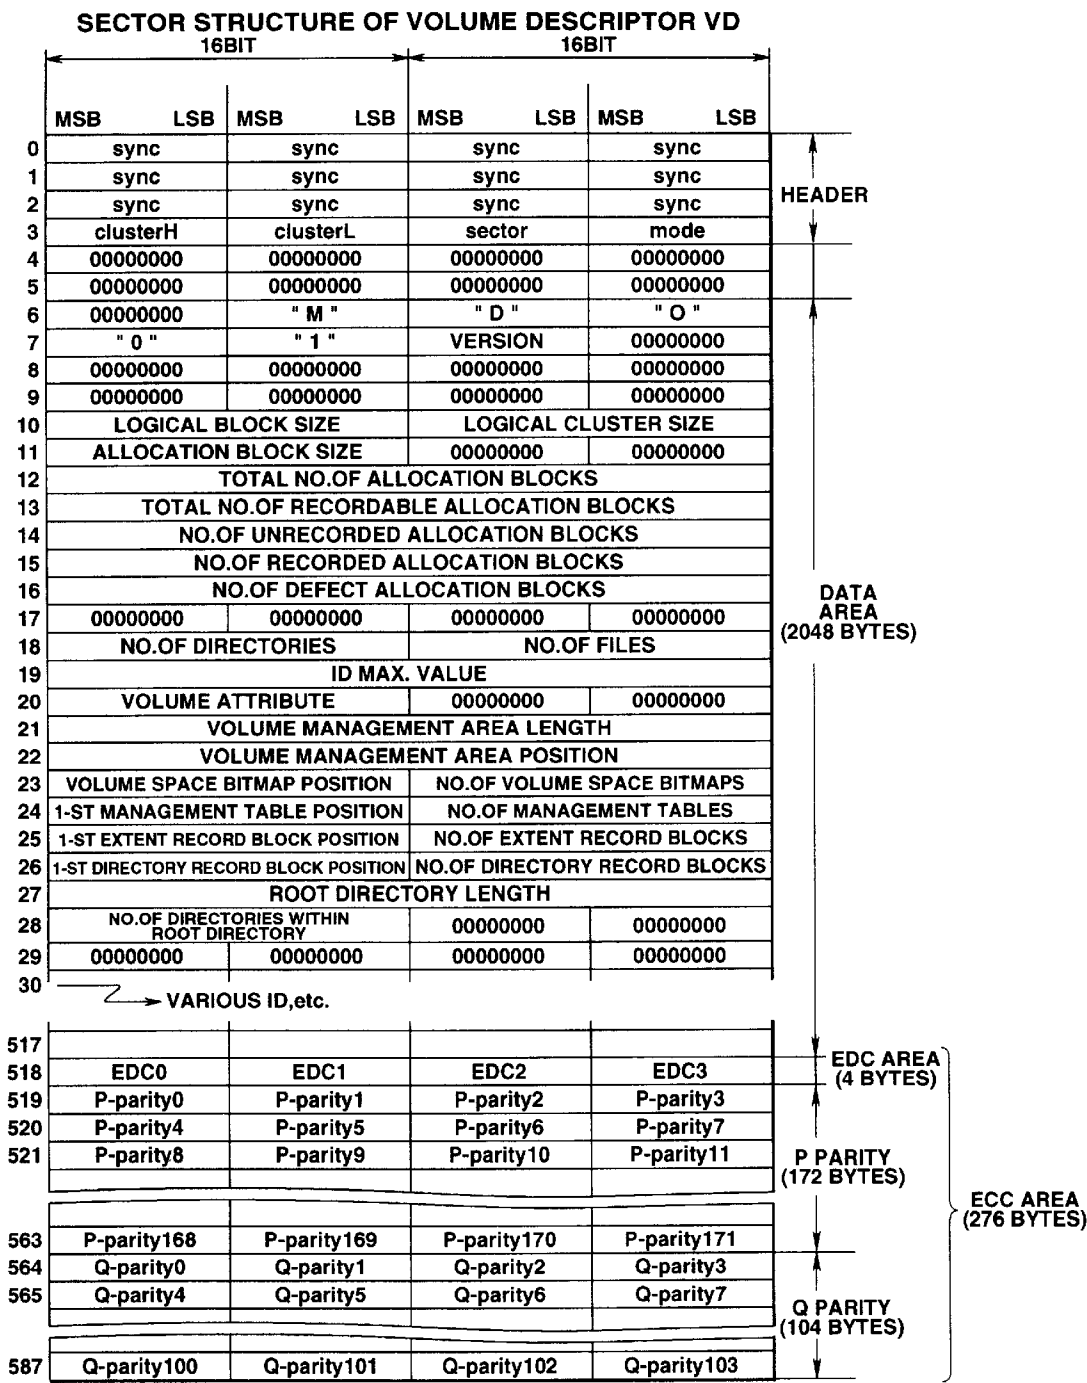 SECTOR STRUCTURE OF VOLUME DESCRIPTOR VD
16BIT 16BIT
MSB LSB MSB LSB MSB LSB MSB LSB
0 sync sync sync sync
1 sync sync sync sync
2 sync sync sync sync
HEADER
3 clusterH clusterL sector mode
4 00000000 00000000 00000000 00000000
5 00000000 00000000 00000000 00000000
6 00000000 "M" "D" "O"
7 "0" "1" VERSION 00000000
8 00000000 00000000 00000000 00000000
9 00000000 00000000 00000000 00000000
10 LOGICAL BLOCK SIZE LOGICAL CLUSTER SIZE
11 ALLOCATION BLOCK SIZE 00000000 00000000
12 TOTAL NO.OF ALLOCATION BLOCKS
13 TOTAL NO.OF RECORDABLE ALLOCATION BLOCKS
14 NO.OF UNRECORDED ALLOCATION BLOCKS
15 NO.OF RECORDED ALLOCATION BLOCKS
16 NO.OF DEFECT ALLOCATION BLOCKS
17 00000000 00000000 00000000 00000000
DATA
AREA
(2048 BYTES)
18 NO.OF DIRECTORIES NO.OF FILES
19 ID MAX. VALUE
20 VOLUME ATTRIBUTE 00000000 00000000
21 VOLUME MANAGEMENT AREA LENGTH
22 VOLUME MANAGEMENT AREA POSITION
23 VOLUME SPACE BITMAP POSITION NO.OF VOLUME SPACE BITMAPS
24 1-ST MANAGEMENT TABLE POSITION NO.OF MANAGEMENT TABLES
25 1-ST EXTENT RECORD BLOCK POSITION NO.OF EXTENT RECORD BLOCKS
26 1-ST DIRECTORY RECORD BLOCK POSITION NO.OF DIRECTORY RECORD BLOCKS
27 ROOT DIRECTORY LENGTH
28 NO.OF DIRECTORIES WITHIN
ROOT DIRECTORY 00000000 00000000
29 00000000 00000000 00000000 00000000
30
VARIOUS ID,etc.
517
518 EDC0 EDC1 EDC2 EDC3
EDC AREA
(4 BYTES)
519 P-parity0 P-parity1 P-parity2 P-parity3
520 P-parity4 P-parity5 P-parity6 P-parity7
521 P-parity8 P-parity9 P-parity10 P-parity11
P PARITY
(172 BYTES)
ECC AREA
(276 BYTES)
563 P-parity168 P-parity169 P-parity170 P-parity171
564 Q-parity0 Q-parity1 Q-parity2 Q-parity3
565 Q-parity4 Q-parity5 Q-parity6 Q-parity7
Q PARITY
(104 BYTES)
587 Q-parity100 Q-parity101 Q-parity102 Q-parity103